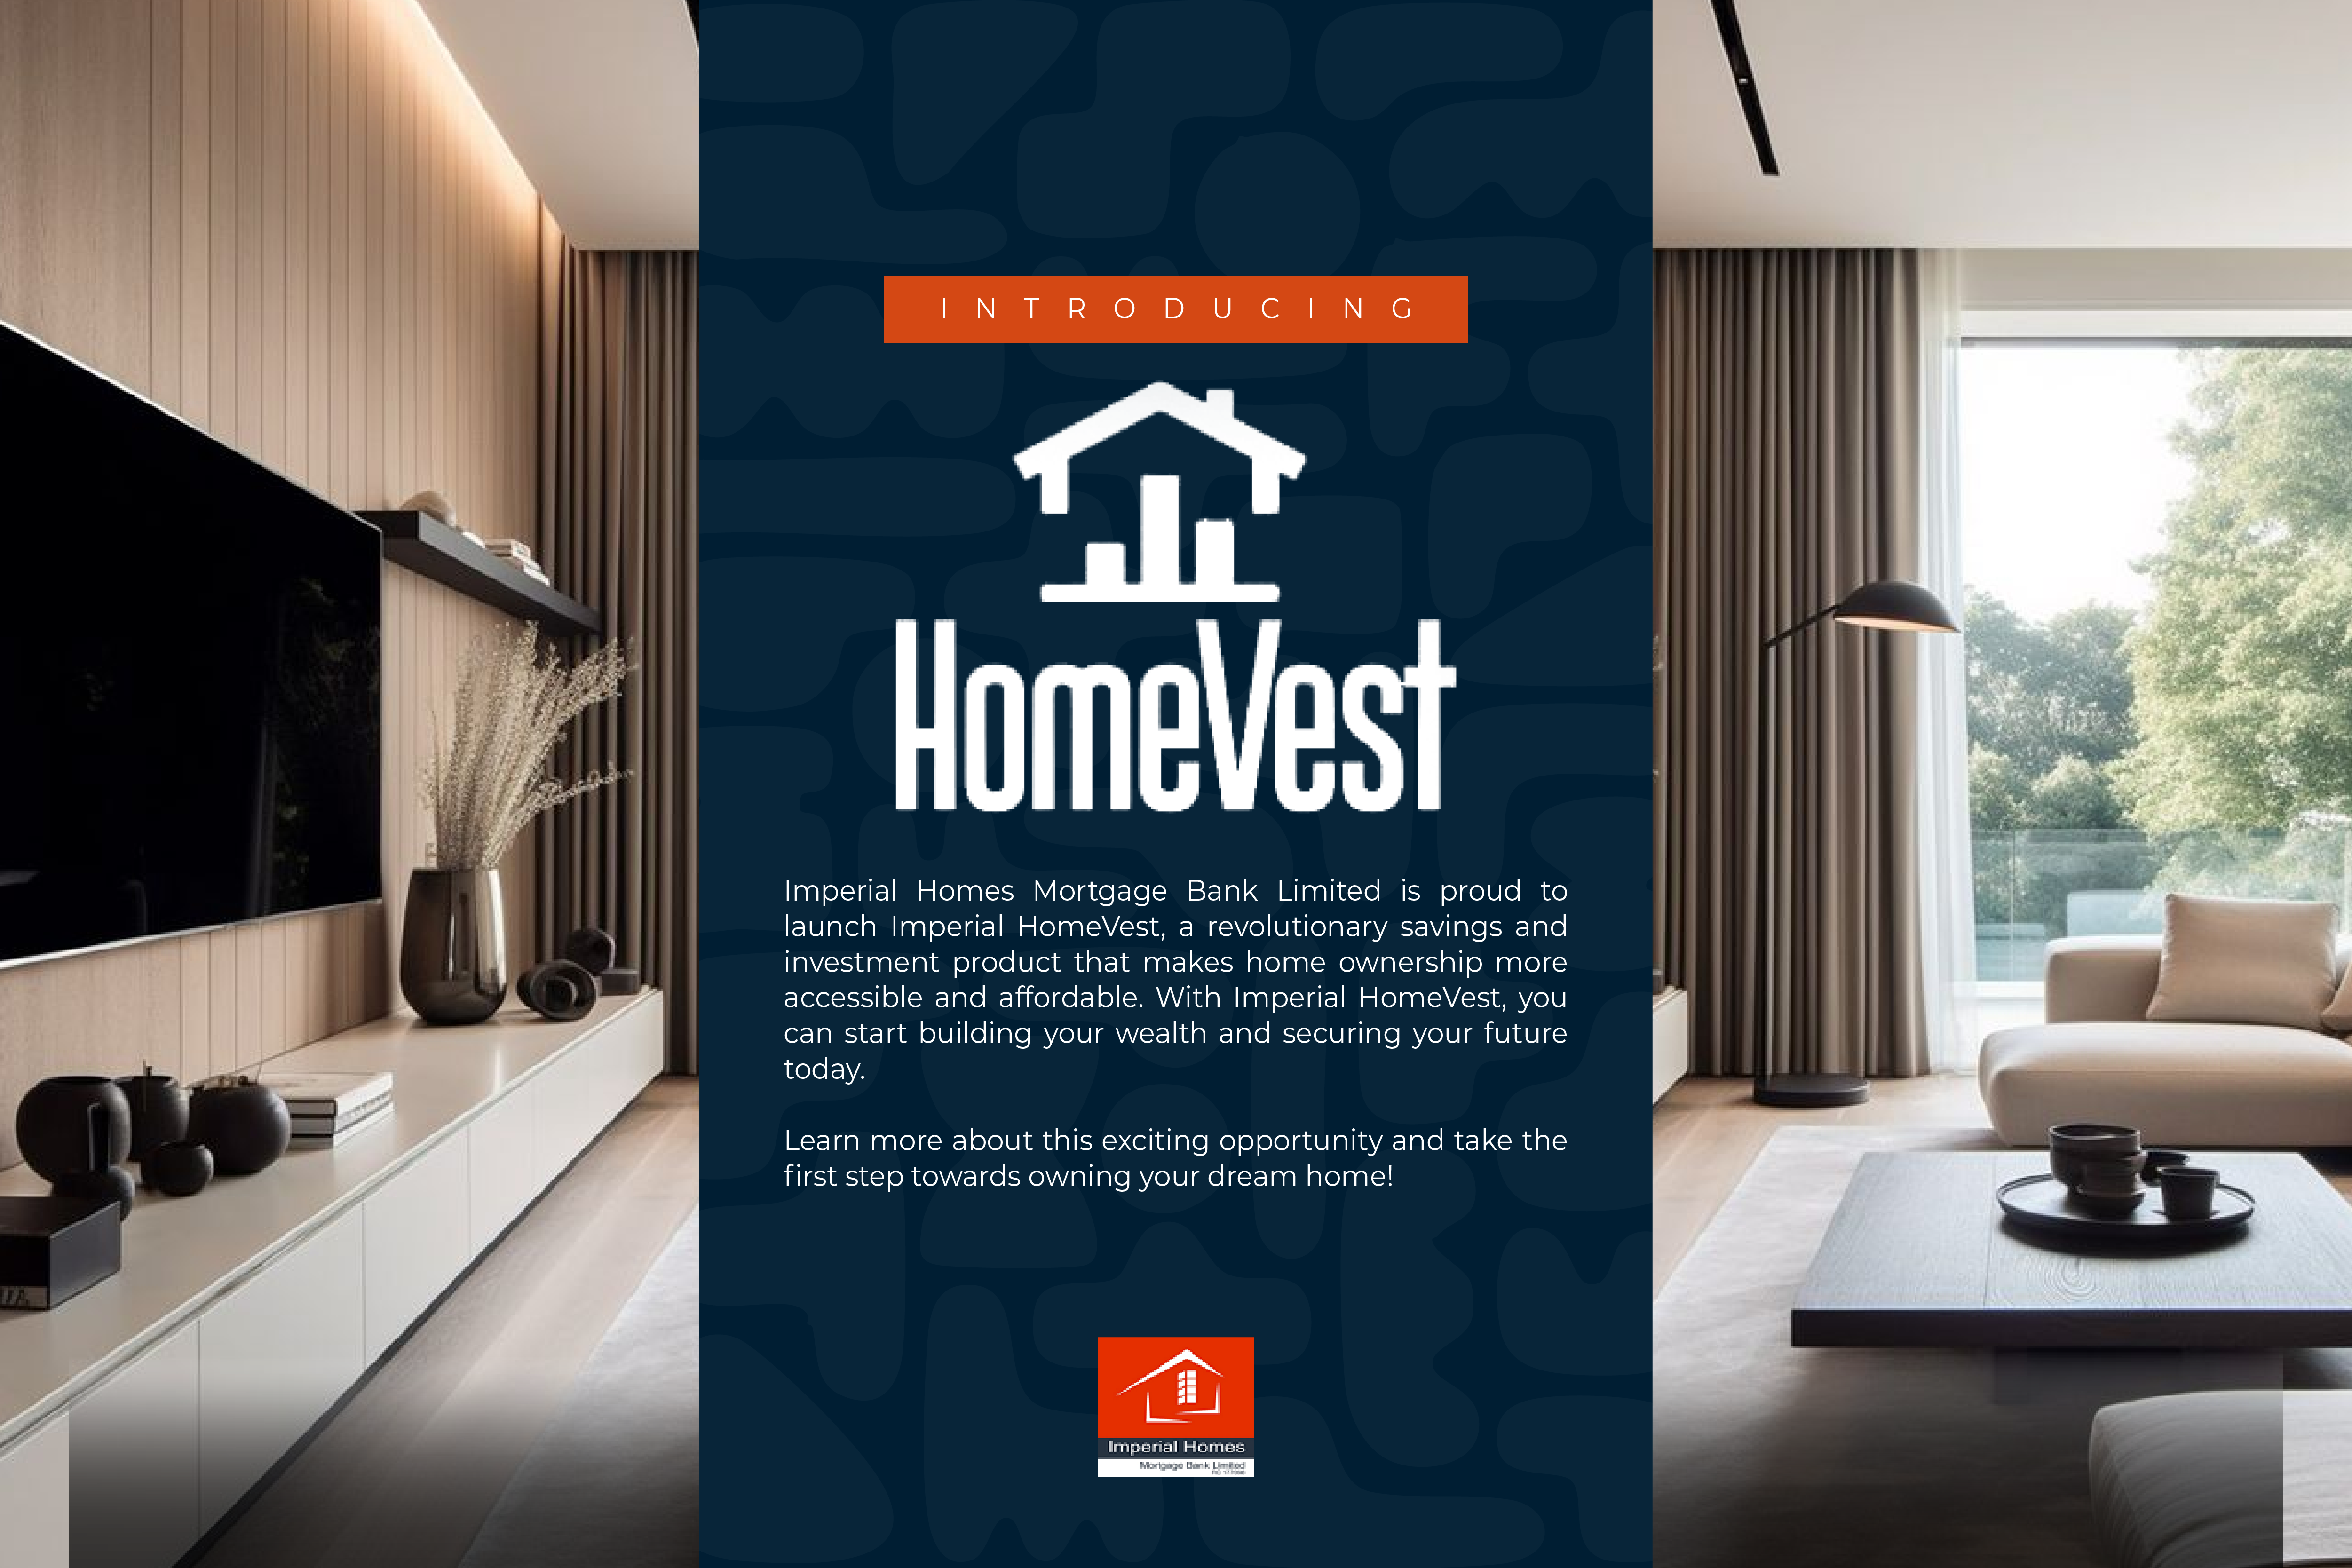 INTRODUCING
HomeVest
Imperial Homes Mortgage Bank Limited is proud to
launch Imperial HomeVest, a revolutionary savings and
investment product that makes home ownership more
accessible and affordable. With Imperial HomeVest, you
can start building your wealth and securing your future
today.
Learn more about this exciting opportunity and take the
first step towards owning your dream home!
Imperial Homes
Mortgage Bank Limited